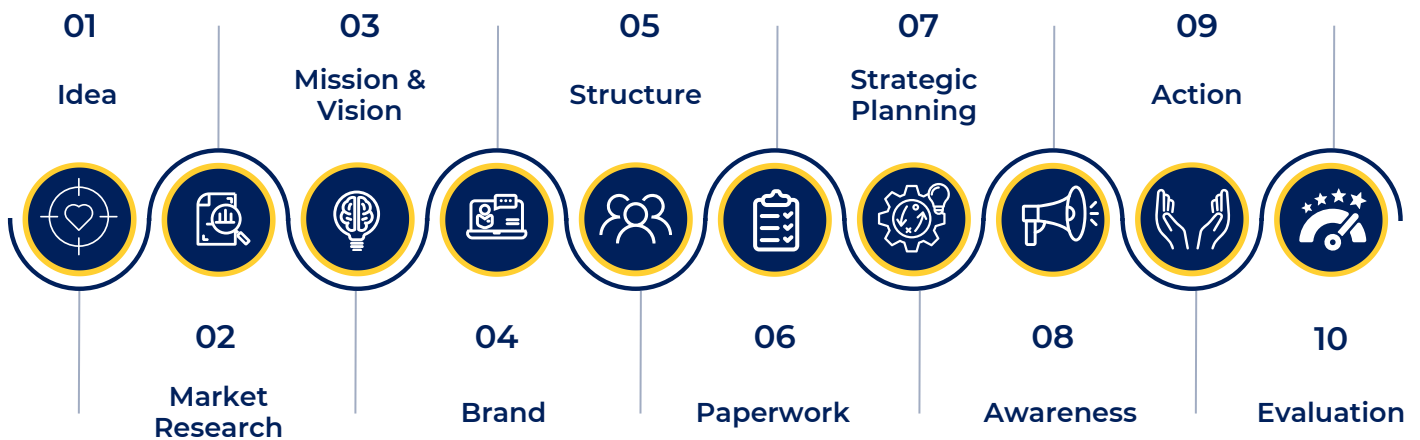 01
Idea
02
Market
Research
03
Mission &
Vision
04
Brand
05
Structure
06
Paperwork
07
Strategic
Planning
08
Awareness
09
Action
10
Evaluation